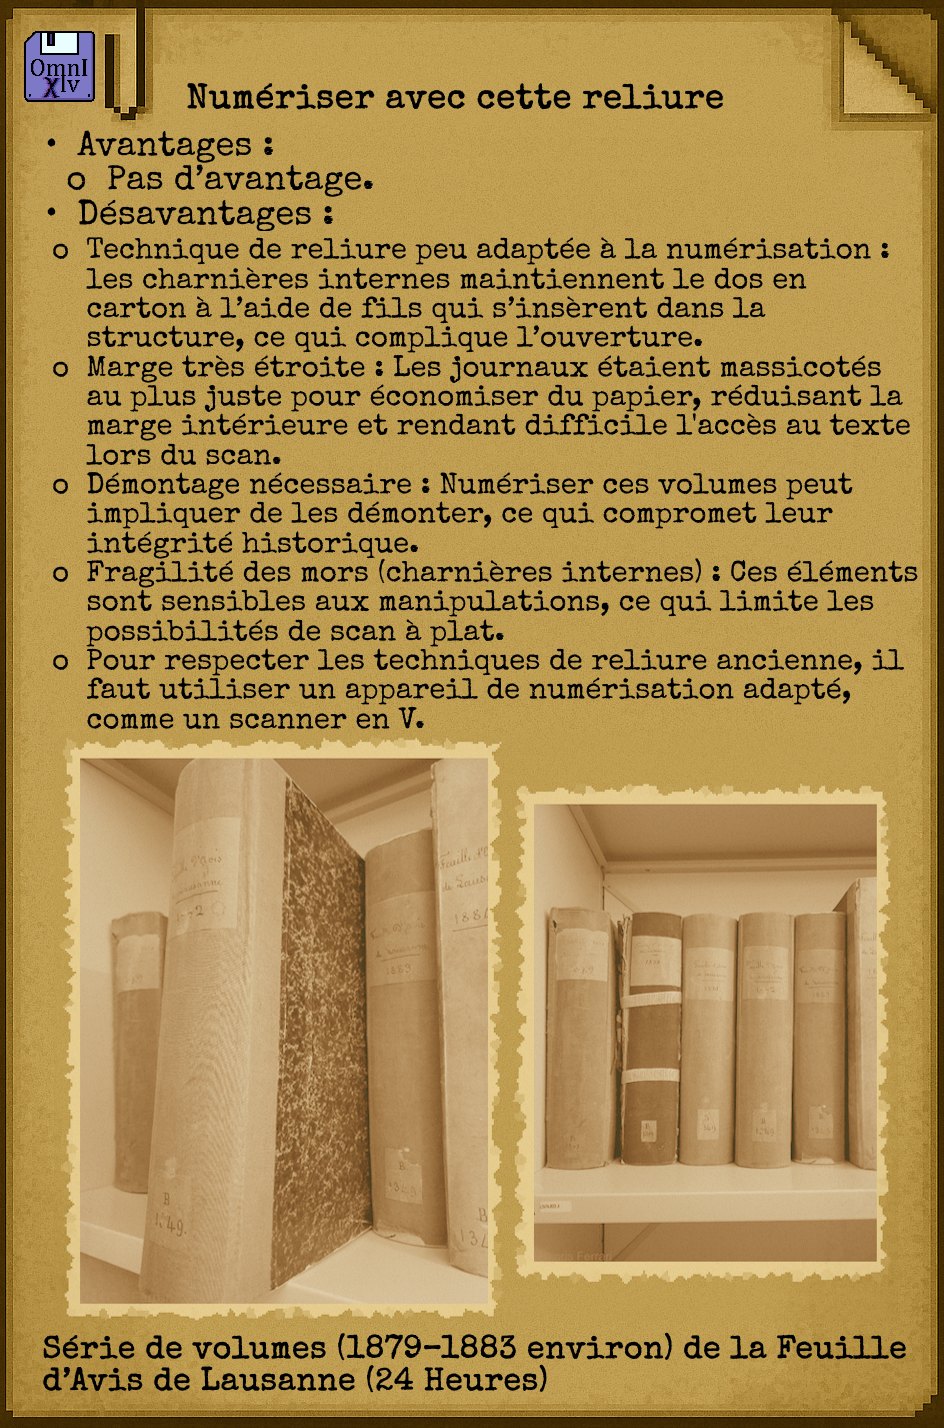 OmnI
χIv
Numériser avec cette reliure
• Avantages :
o Pas d’avantage.
• Désavantages :
o Technique de reliure peu adaptée à la numérisation :
les charnières internes maintiennent le dos en
carton à l’aide de fils qui s’insèrent dans la
structure, ce qui complique l’ouverture.
o Marge très étroite : Les journaux étaient massicotés
au plus juste pour économiser du papier, réduisant la
marge intérieure et rendant difficile l'accès au texte
lors du scan.
o Démontage nécessaire : Numériser ces volumes peut
impliquer de les démonter, ce qui compromet leur
intégrité historique.
o Fragilité des mors (charnières internes) : Ces éléments
sont sensibles aux manipulations, ce qui limite les
possibilités de scan à plat.
o Pour respecter les techniques de reliure ancienne, il
faut utiliser un appareil de numérisation adapté,
comme un scanner en V.
d'Avis
B
1349.
Feuille d'Avis
1883
B
Feuille
de
188
B
134
Série de volumes (1879–1883 environ) de la Feuille
d’Avis de Lausanne (24 Heures)